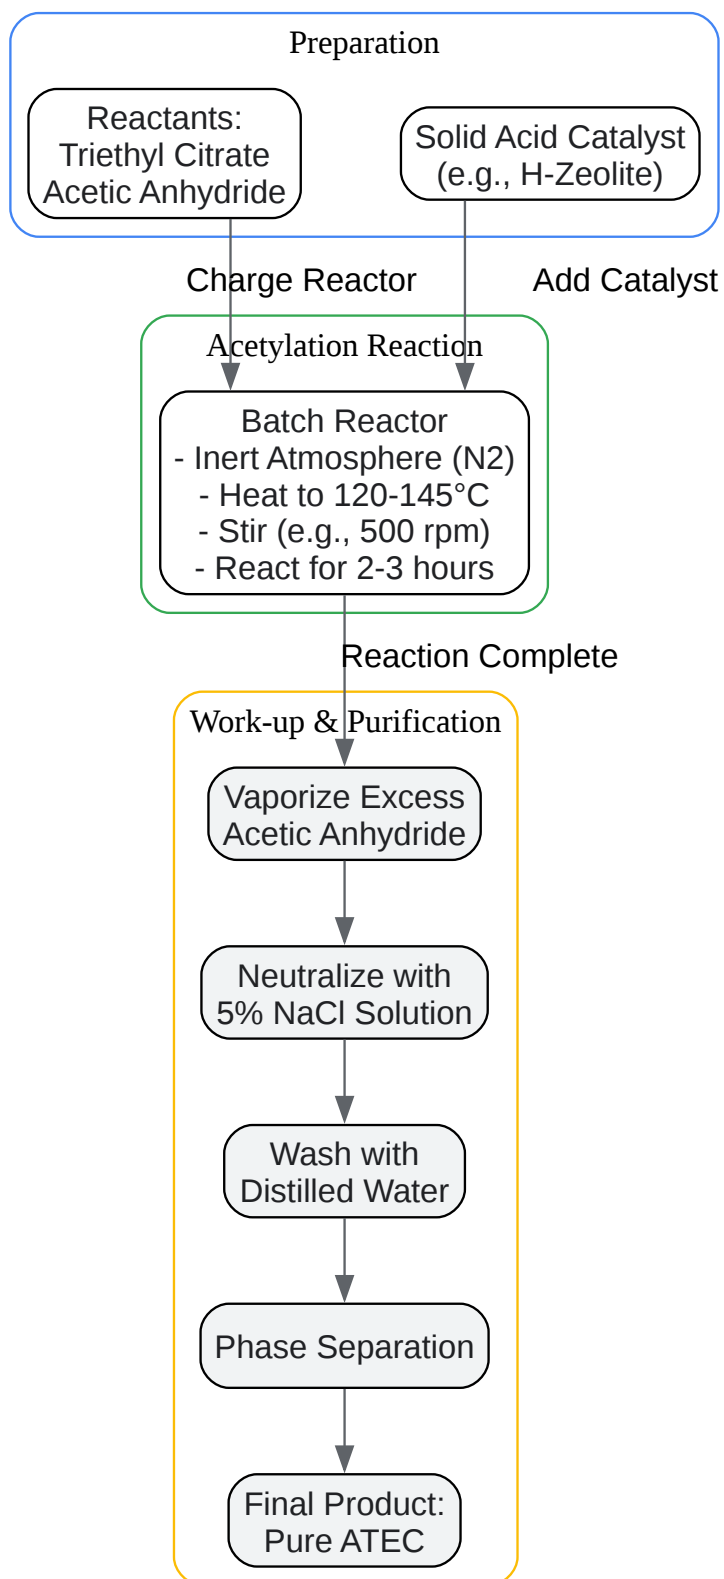 Preparation
Reactants:
Triethyl Citrate
Acetic Anhydride
Solid Acid Catalyst
(e.g., H-Zeolite)
Charge Reactor
Add Catalyst
Acetylation Reaction
Batch Reactor
- Inert Atmosphere (N2)
- Heat to 120-145°C
- Stir (e.g., 500 rpm)
- React for 2-3 hours
Reaction Complete
Work-up & Purification
Vaporize Excess
Acetic Anhydride
Neutralize with
5% NaCl Solution
Wash with
Distilled Water
Phase Separation
Final Product:
Pure ATEC